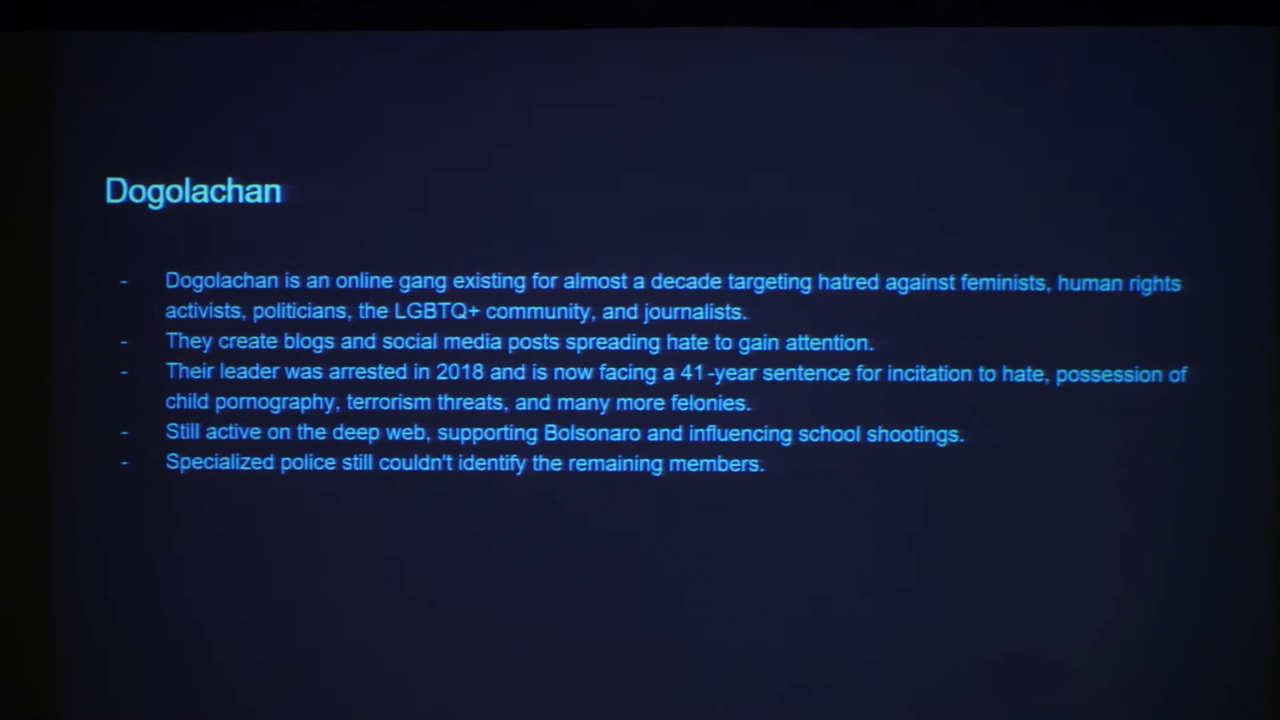 Dogolachan
- Dogolachan is an online gang existing for almost a decade targeting hatred against feminists, human rights
activists, politicians, the LGBTQ+ community, and journalists.
- They create blogs and social media posts spreading hate to gain attention.
- Their leader was arrested in 2018 and is now facing a 41-year sentence for incitation to hate, possession of
child pornography, terrorism threats, and many more felonies.
- Still active on the deep web, supporting Bolsonaro and influencing school shootings.
- Specialized police still couldn't identify the remaining members.